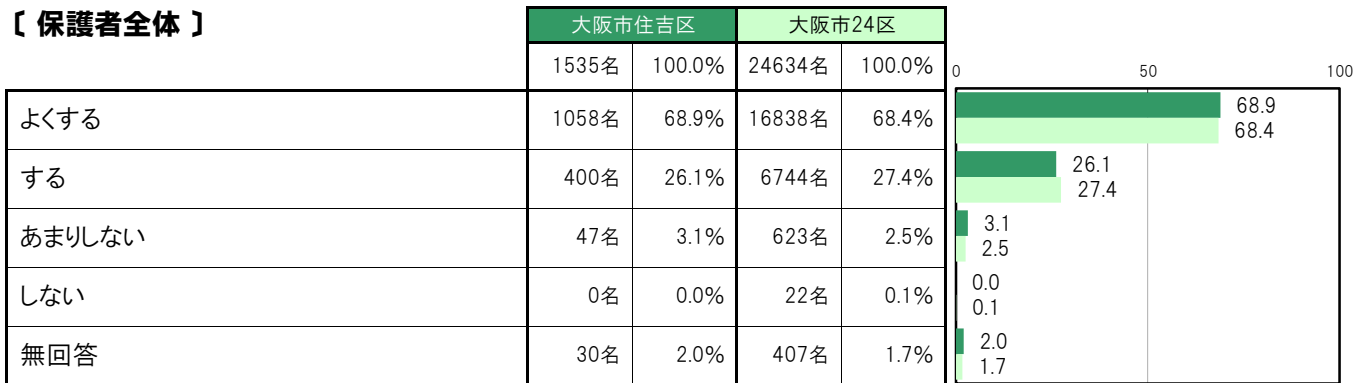 〔 保護者全体 〕
大阪市住吉区 大阪市24区
1535名 100.0% 24634名 100.0% 0 50 100
よくする 1058名 68.9% 16838名 68.4% 68.9
68.4
する 400名 26.1% 6744名 27.4% 26.1
27.4
あまりしない 47名 3.1% 623名 2.5% 3.1
2.5
しない 0名 0.0% 22名 0.1% 0.0
0.1
無回答 30名 2.0% 407名 1.7% 2.0
1.7